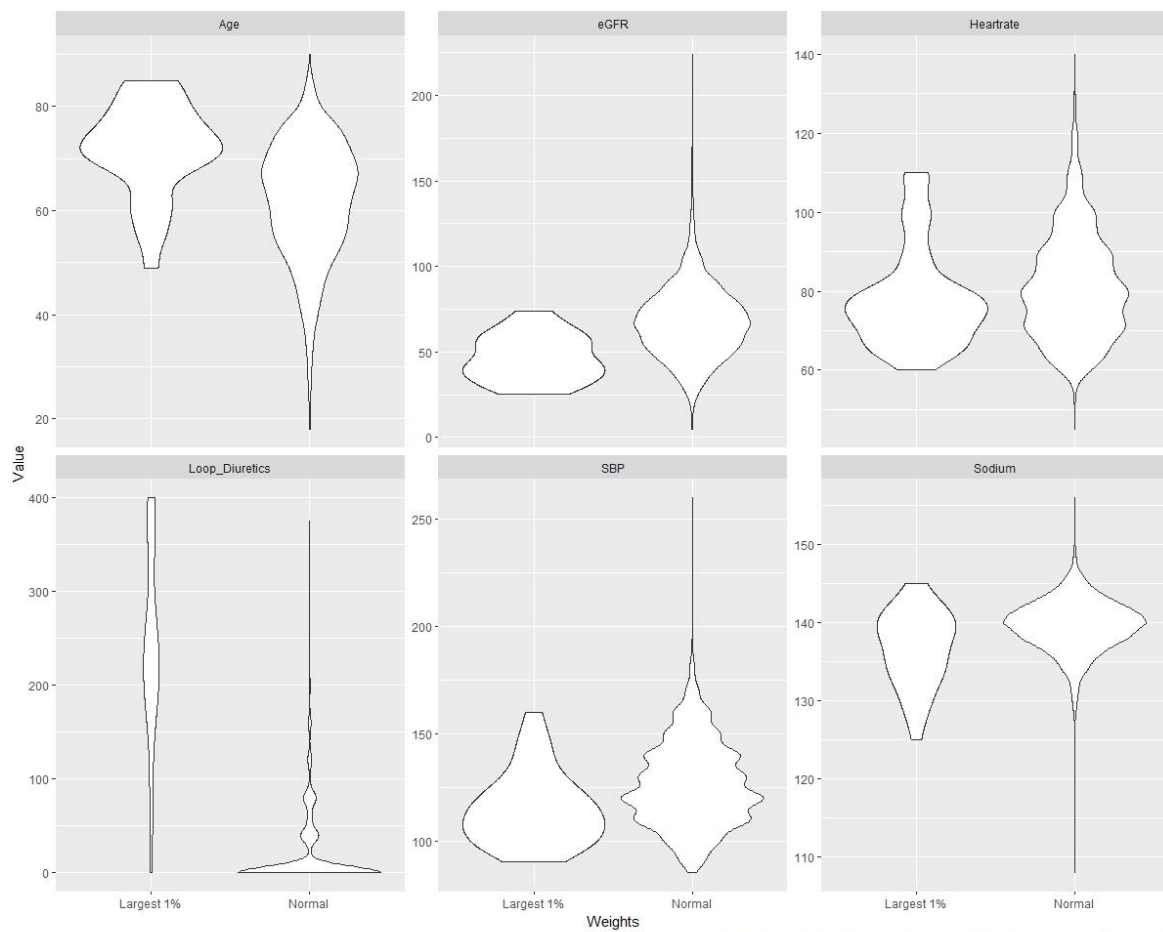 Age
eGFR
Heartrate
80
60
40
20
200
150
100
50
0
140
120
100
80
60
Value
Loop_Diuretics
SBP
Sodium
400
300
200
100
0
250
200
150
100
150
140
130
120
110
Largest 1%
Normal
Largest 1%
Normal
Largest 1%
Normal
Weights